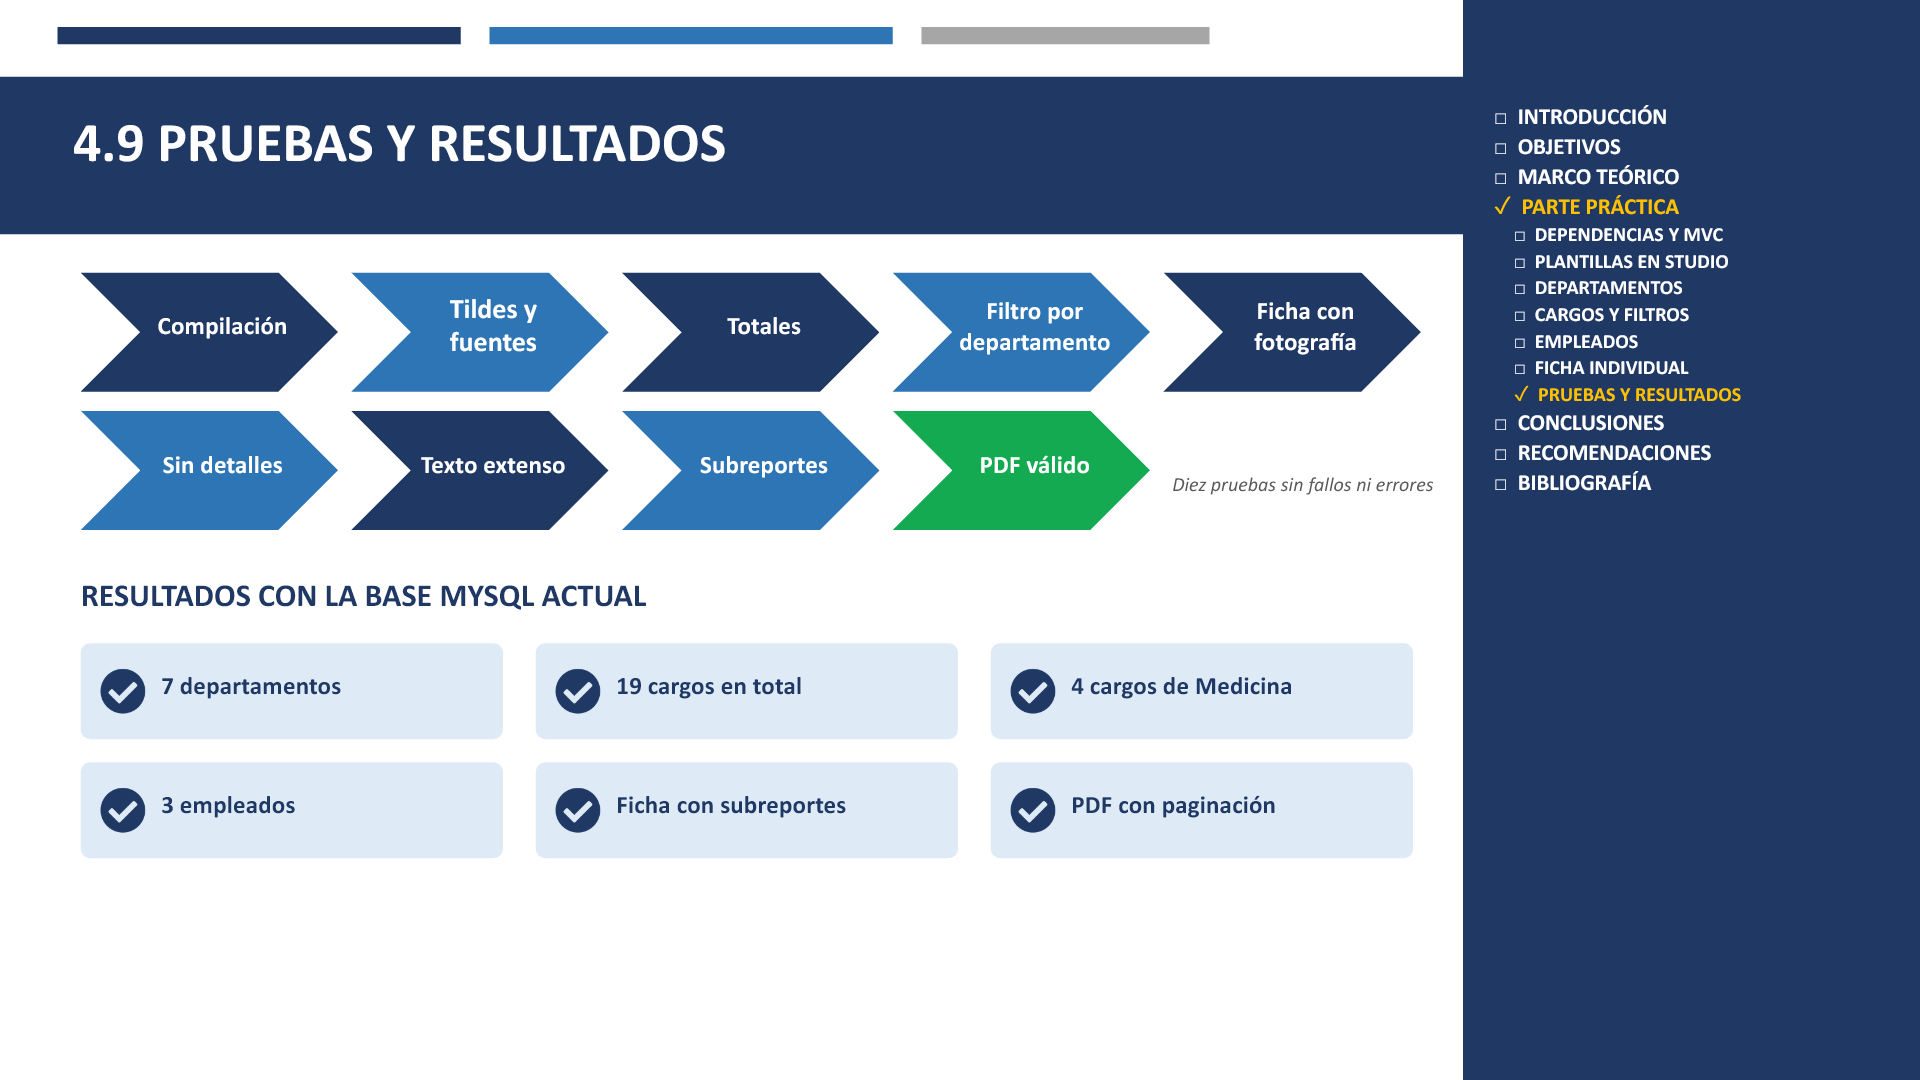 4.9 PRUEBAS Y RESULTADOS
Compilación
Tildes y
fuentes
Totales
Filtro por
departamento
Ficha con
fotografía
Sin detalles
Texto extenso
Subreportes
PDF válido
Diez pruebas sin fallos ni errores
RESULTADOS CON LA BASE MYSQL ACTUAL
7 departamentos
19 cargos en total
4 cargos de Medicina
3 empleados
Ficha con subreportes
PDF con paginación
□ INTRODUCCIÓN
□ OBJETIVOS
□ MARCO TEÓRICO
✓ PARTE PRÁCTICA
□ DEPENDENCIAS Y MVC
□ PLANTILLAS EN STUDIO
□ DEPARTAMENTOS
□ CARGOS Y FILTROS
□ EMPLEADOS
□ FICHA INDIVIDUAL
✓ PRUEBAS Y RESULTADOS
□ CONCLUSIONES
□ RECOMENDACIONES
□ BIBLIOGRAFÍA